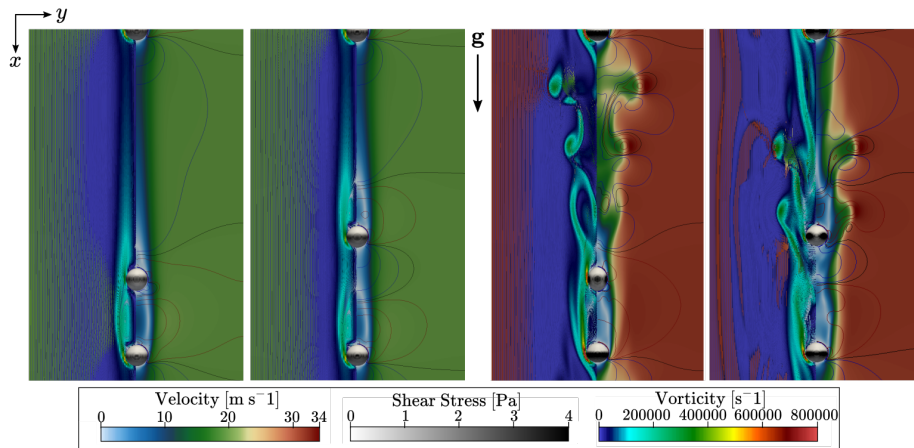 y
x
g
Velocity [m s⁻¹]
0 10 20 30 34
Shear Stress [Pa]
0 1 2 3 4
Vorticity [s⁻¹]
0 200000 400000 600000 800000